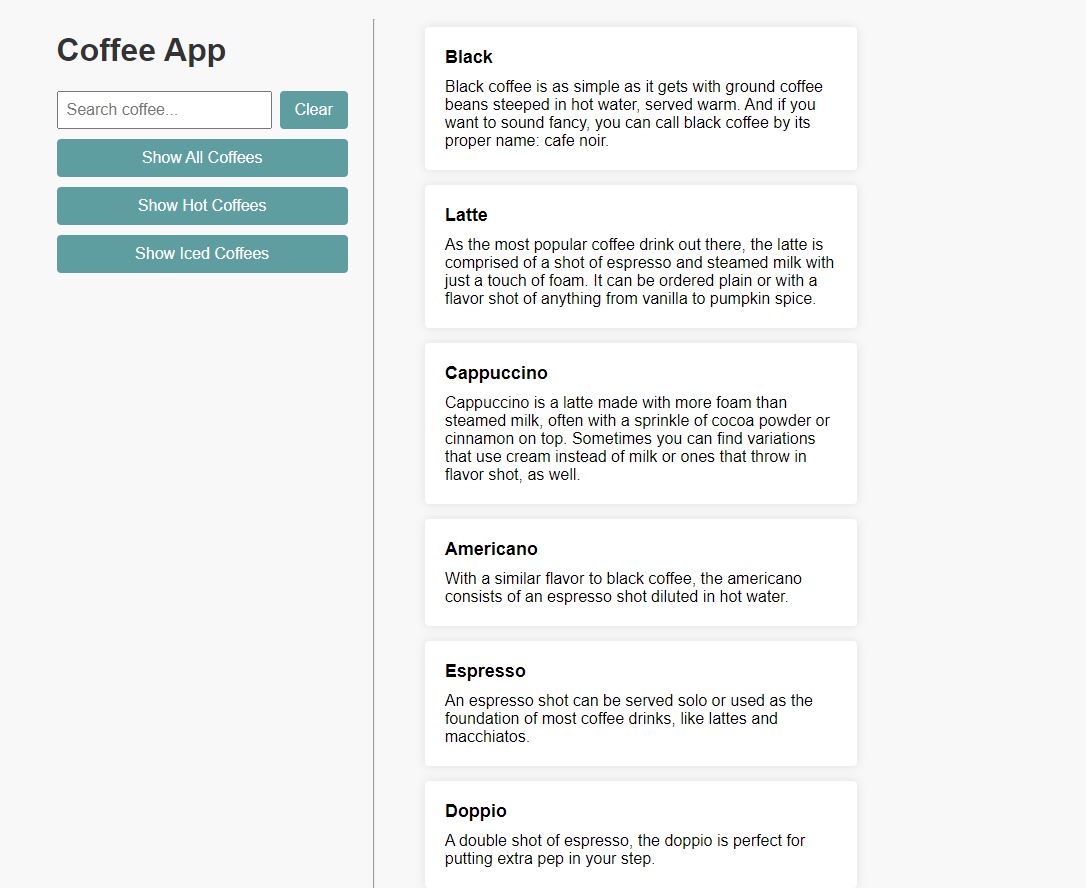 Coffee App
Search coffee...
Clear
Show All Coffees
Show Hot Coffees
Show Iced Coffees
Black
Black coffee is as simple as it gets with ground coffee
beans steeped in hot water, served warm. And if you
want to sound fancy, you can call black coffee by its
proper name: cafe noir.
Latte
As the most popular coffee drink out there, the latte is
comprised of a shot of espresso and steamed milk with
just a touch of foam. It can be ordered plain or with a
flavor shot of anything from vanilla to pumpkin spice.
Cappuccino
Cappuccino is a latte made with more foam than
steamed milk, often with a sprinkle of cocoa powder or
cinnamon on top. Sometimes you can find variations
that use cream instead of milk or ones that throw in
flavor shot, as well.
Americano
With a similar flavor to black coffee, the americano
consists of an espresso shot diluted in hot water.
Espresso
An espresso shot can be served solo or used as the
foundation of most coffee drinks, like lattes and
macchiatos.
Doppio
A double shot of espresso, the doppio is perfect for
putting extra pep in your step.